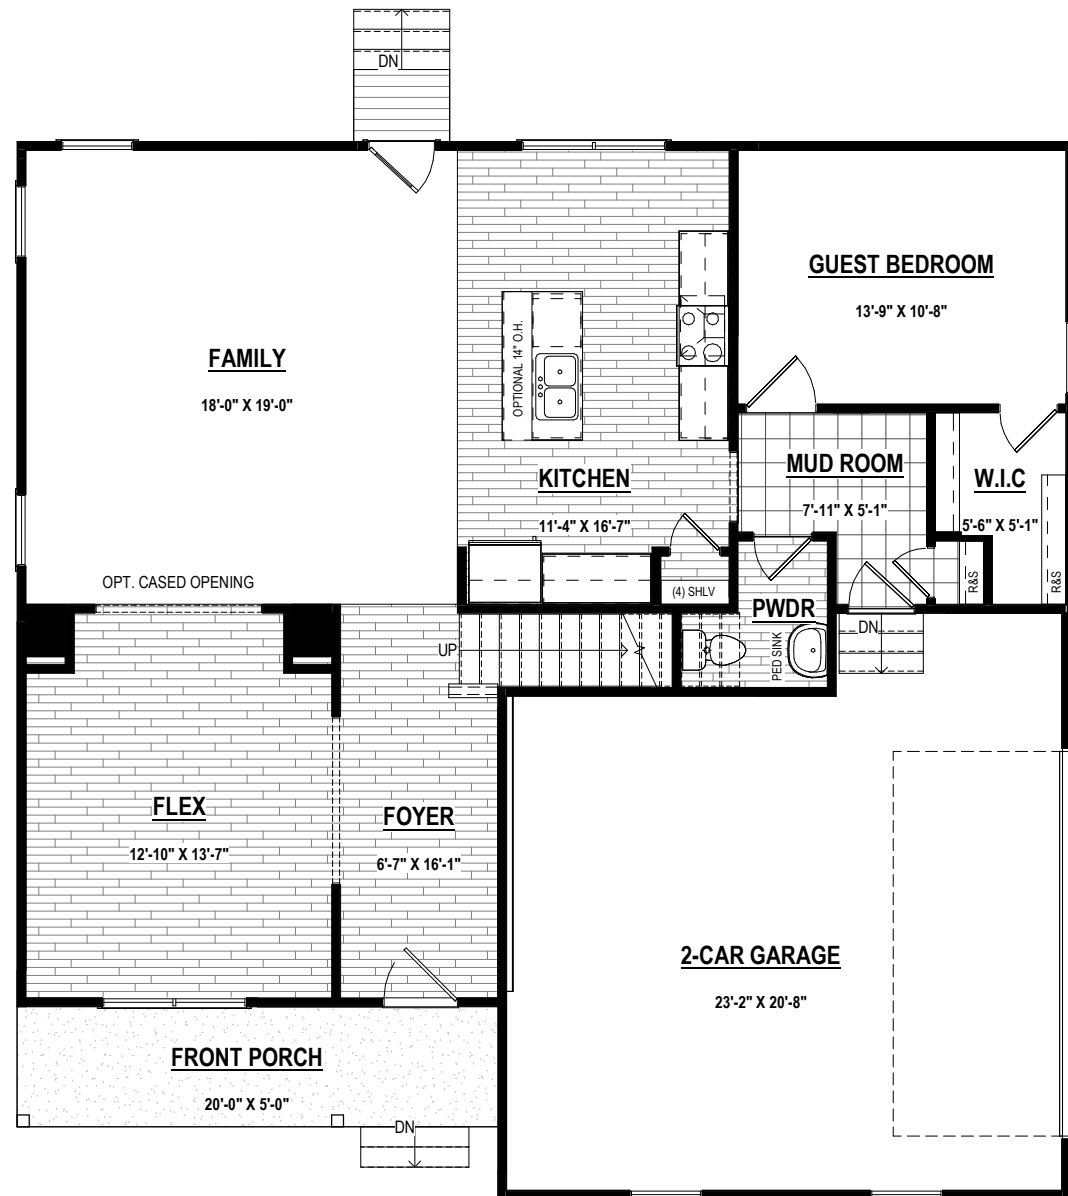 DN
GUEST BEDROOM
13'-9" X 10'-8"
OPTIONAL 14" O.H.
FAMILY
18'-0" X 19'-0"
KITCHEN
11'-4" X 16'-7"
MUD ROOM
7'-11" X 5'-1"
W.I.C
5'-6" X 5'-1"
R&S
R&S
OPT. CASED OPENING
(4) SHLV
PWDR
PED SINK
DN
UP
FLEX
12'-10" X 13'-7"
FOYER
6'-7" X 16'-1"
2-CAR GARAGE
23'-2" X 20'-8"
FRONT PORCH
20'-0" X 5'-0"
DN